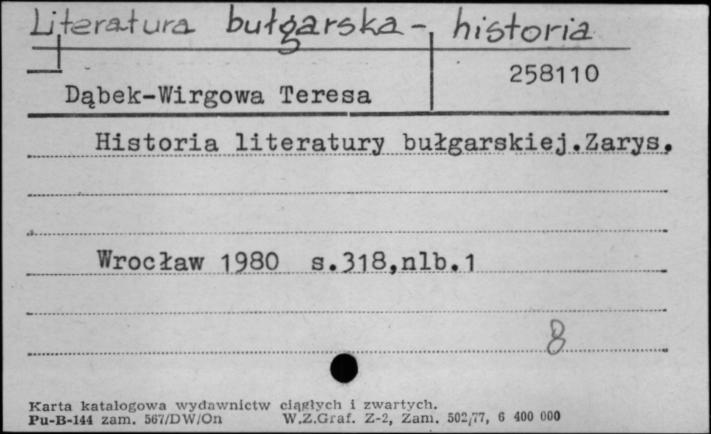 Literatura bułgarska - historia
258110
Dąbek-Wirgowa Teresa
Historia literatury bułgarskiej.Zarys.
Wrocław 1980 s.318,nlb.1
8
Karta katalogowa wydawnictw ciągłych i zwartych.
Pu-B-144 zam. 567/DW/On W.Z.Graf. Z-2, Zam. 502/77, 6 400 000